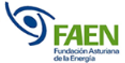 FAEN
Fundación Asturiana
de la Energía